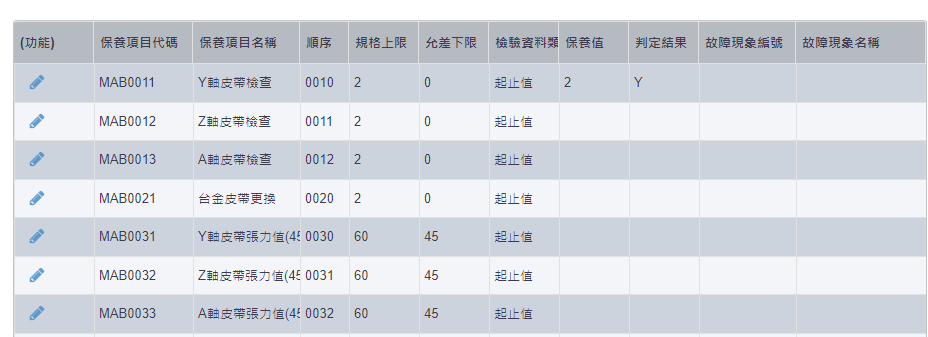 (功能) 保養項目代碼 保養項目名稱 順序 規格上限 允差下限 檢驗資料類 保養值 判定結果 故障現象編號 故障現象名稱
MAB0011 Y軸皮帶檢查 0010 2 0 起止值 2 Y
MAB0012 Z軸皮帶檢查 0011 2 0 起止值
MAB0013 A軸皮帶檢查 0012 2 0 起止值
MAB0021 台金皮帶更換 0020 2 0 起止值
MAB0031 Y軸皮帶張力值(45 0030 60 45 起止值
MAB0032 Z軸皮帶張力值(45 0031 60 45 起止值
MAB0033 A軸皮帶張力值(45 0032 60 45 起止值